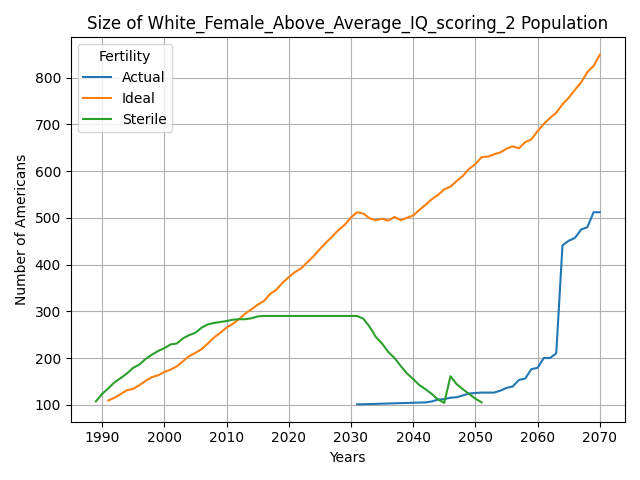 Size of White_Female_Above_Average_IQ_scoring_2 Population
Fertility
Actual
Ideal
Sterile
Number of Americans
800
700
600
500
400
300
200
100
1990 2000 2010 2020 2030 2040 2050 2060 2070
Years